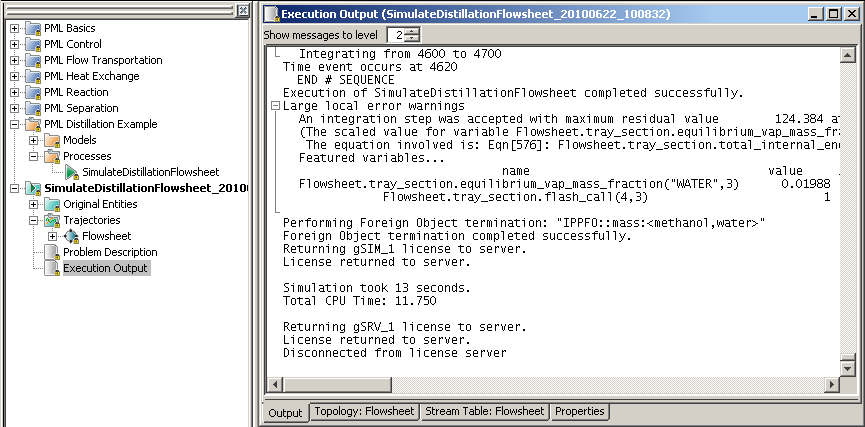 PML Basics
PML Control
PML Flow Transportation
PML Heat Exchange
PML Reaction
PML Separation
PML Distillation Example
Models
Processes
SimulateDistillationFlowsheet
SimulateDistillationFlowsheet_2010
Original Entities
Trajectories
Flowsheet
Problem Description
Execution Output
Execution Output (SimulateDistillationFlowsheet_20100622_100832)
Show messages to level 2
Integrating from 4600 to 4700
Time event occurs at 4620
END # SEQUENCE
Execution of SimulateDistillationFlowsheet completed successfully.
Large local error warnings
An integration step was accepted with maximum residual value 124.384 at
(The scaled value for variable Flowsheet.tray_section.equilibrium_vap_mass_fra
The equation involved is: Eqn[576]: Flowsheet.tray_section.total_internal_ene
Featured variables...
name value
Flowsheet.tray_section.equilibrium_vap_mass_fraction("WATER",3) 0.01988
Flowsheet.tray_section.flash_call(4,3) 1
Performing Foreign Object termination: "IPPFO::mass:<methanol,water>"
Foreign Object termination completed successfully.
Returning gSIM_1 license to server.
License returned to server.
Simulation took 13 seconds.
Total CPU Time: 11.750
Returning gSRV_1 license to server.
License returned to server.
Disconnected from license server
Output Topology: Flowsheet Stream Table: Flowsheet Properties